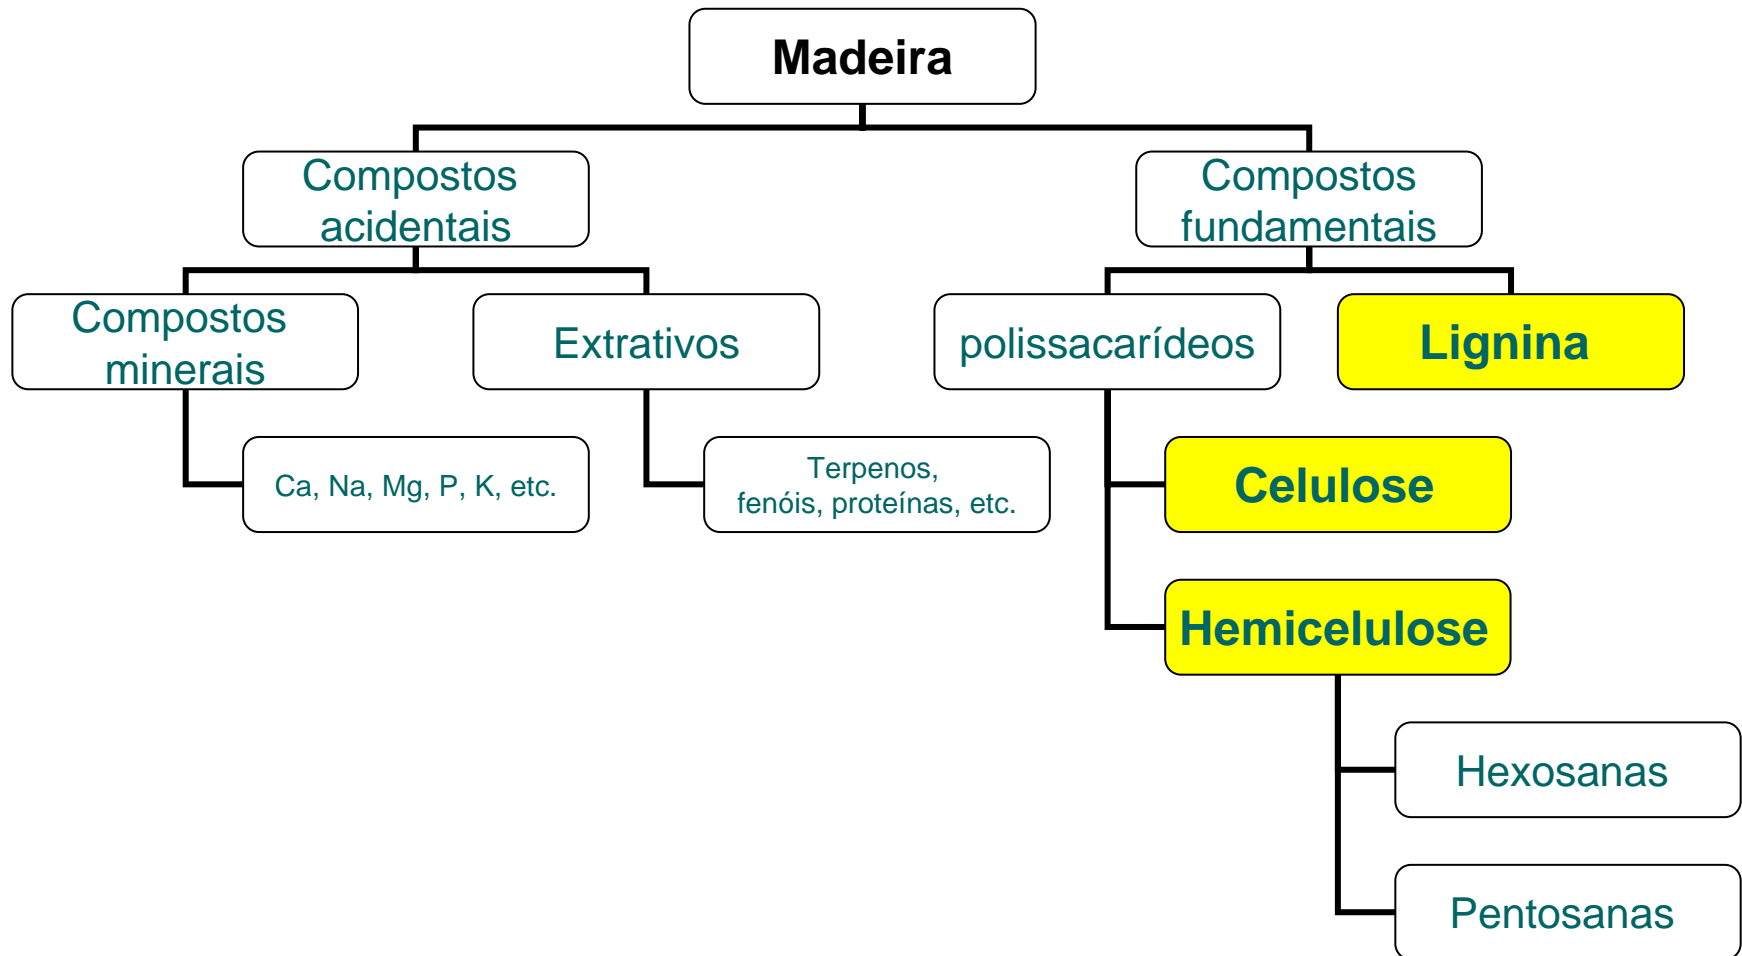 Madeira
Compostos
acidentais
Compostos
fundamentais
Compostos
minerais
Extrativos
polissacarídeos
Lignina
Ca, Na, Mg, P, K, etc.
Terpenos,
fenóis, proteínas, etc.
Celulose
Hemicelulose
Hexosanas
Pentosanas